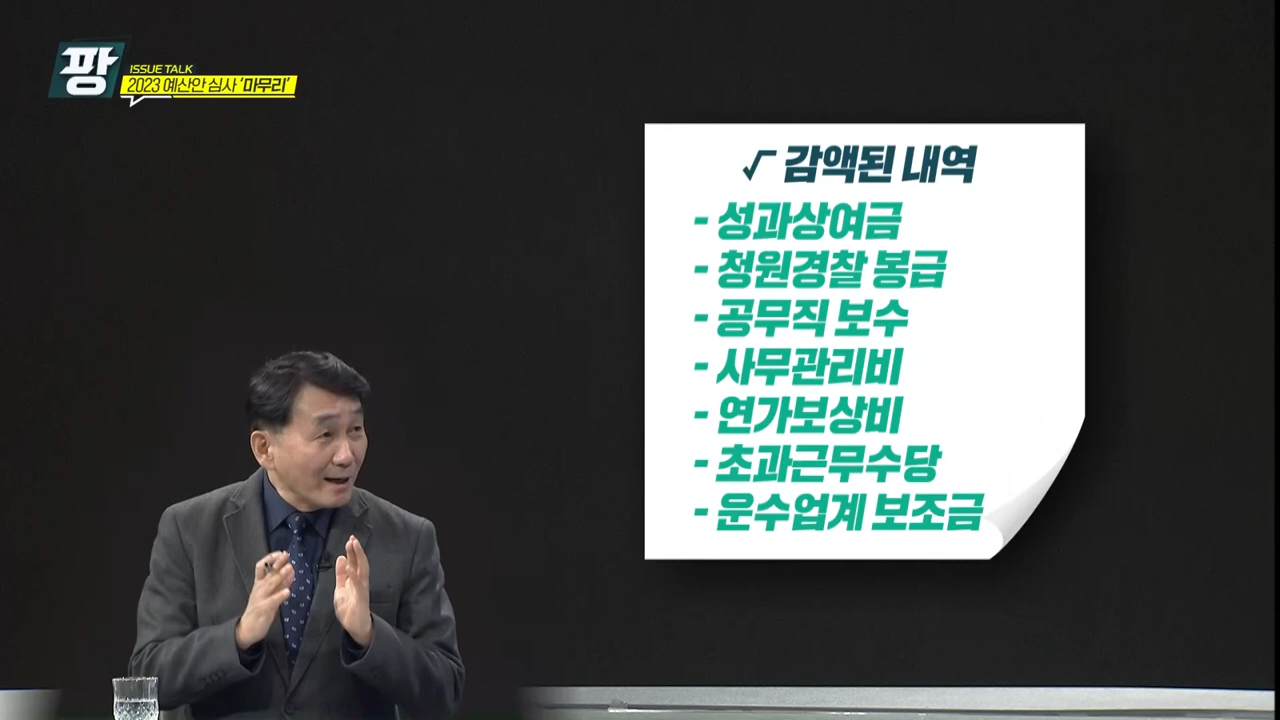 팡
ISSUE TALK
2023 예산안 심사 '마무리'
√ 감액된 내역
- 성과상여금
- 청원경찰 봉급
- 공무직 보수
- 사무관리비
- 연가보상비
- 초과근무수당
- 운수업계 보조금